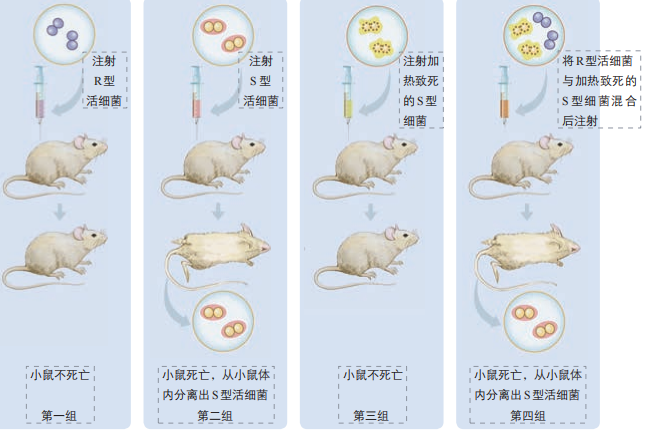 注射
R型
活细菌
注射
S型
活细菌
注射加
热致死
的S型
细菌
将R型活细菌
与加热致死的
S型细菌混合
后注射
小鼠不死亡
第一组
小鼠死亡，从小鼠体
内分离出S型活细菌
第二组
小鼠不死亡
第三组
小鼠死亡，从小鼠体
内分离出S型活细菌
第四组